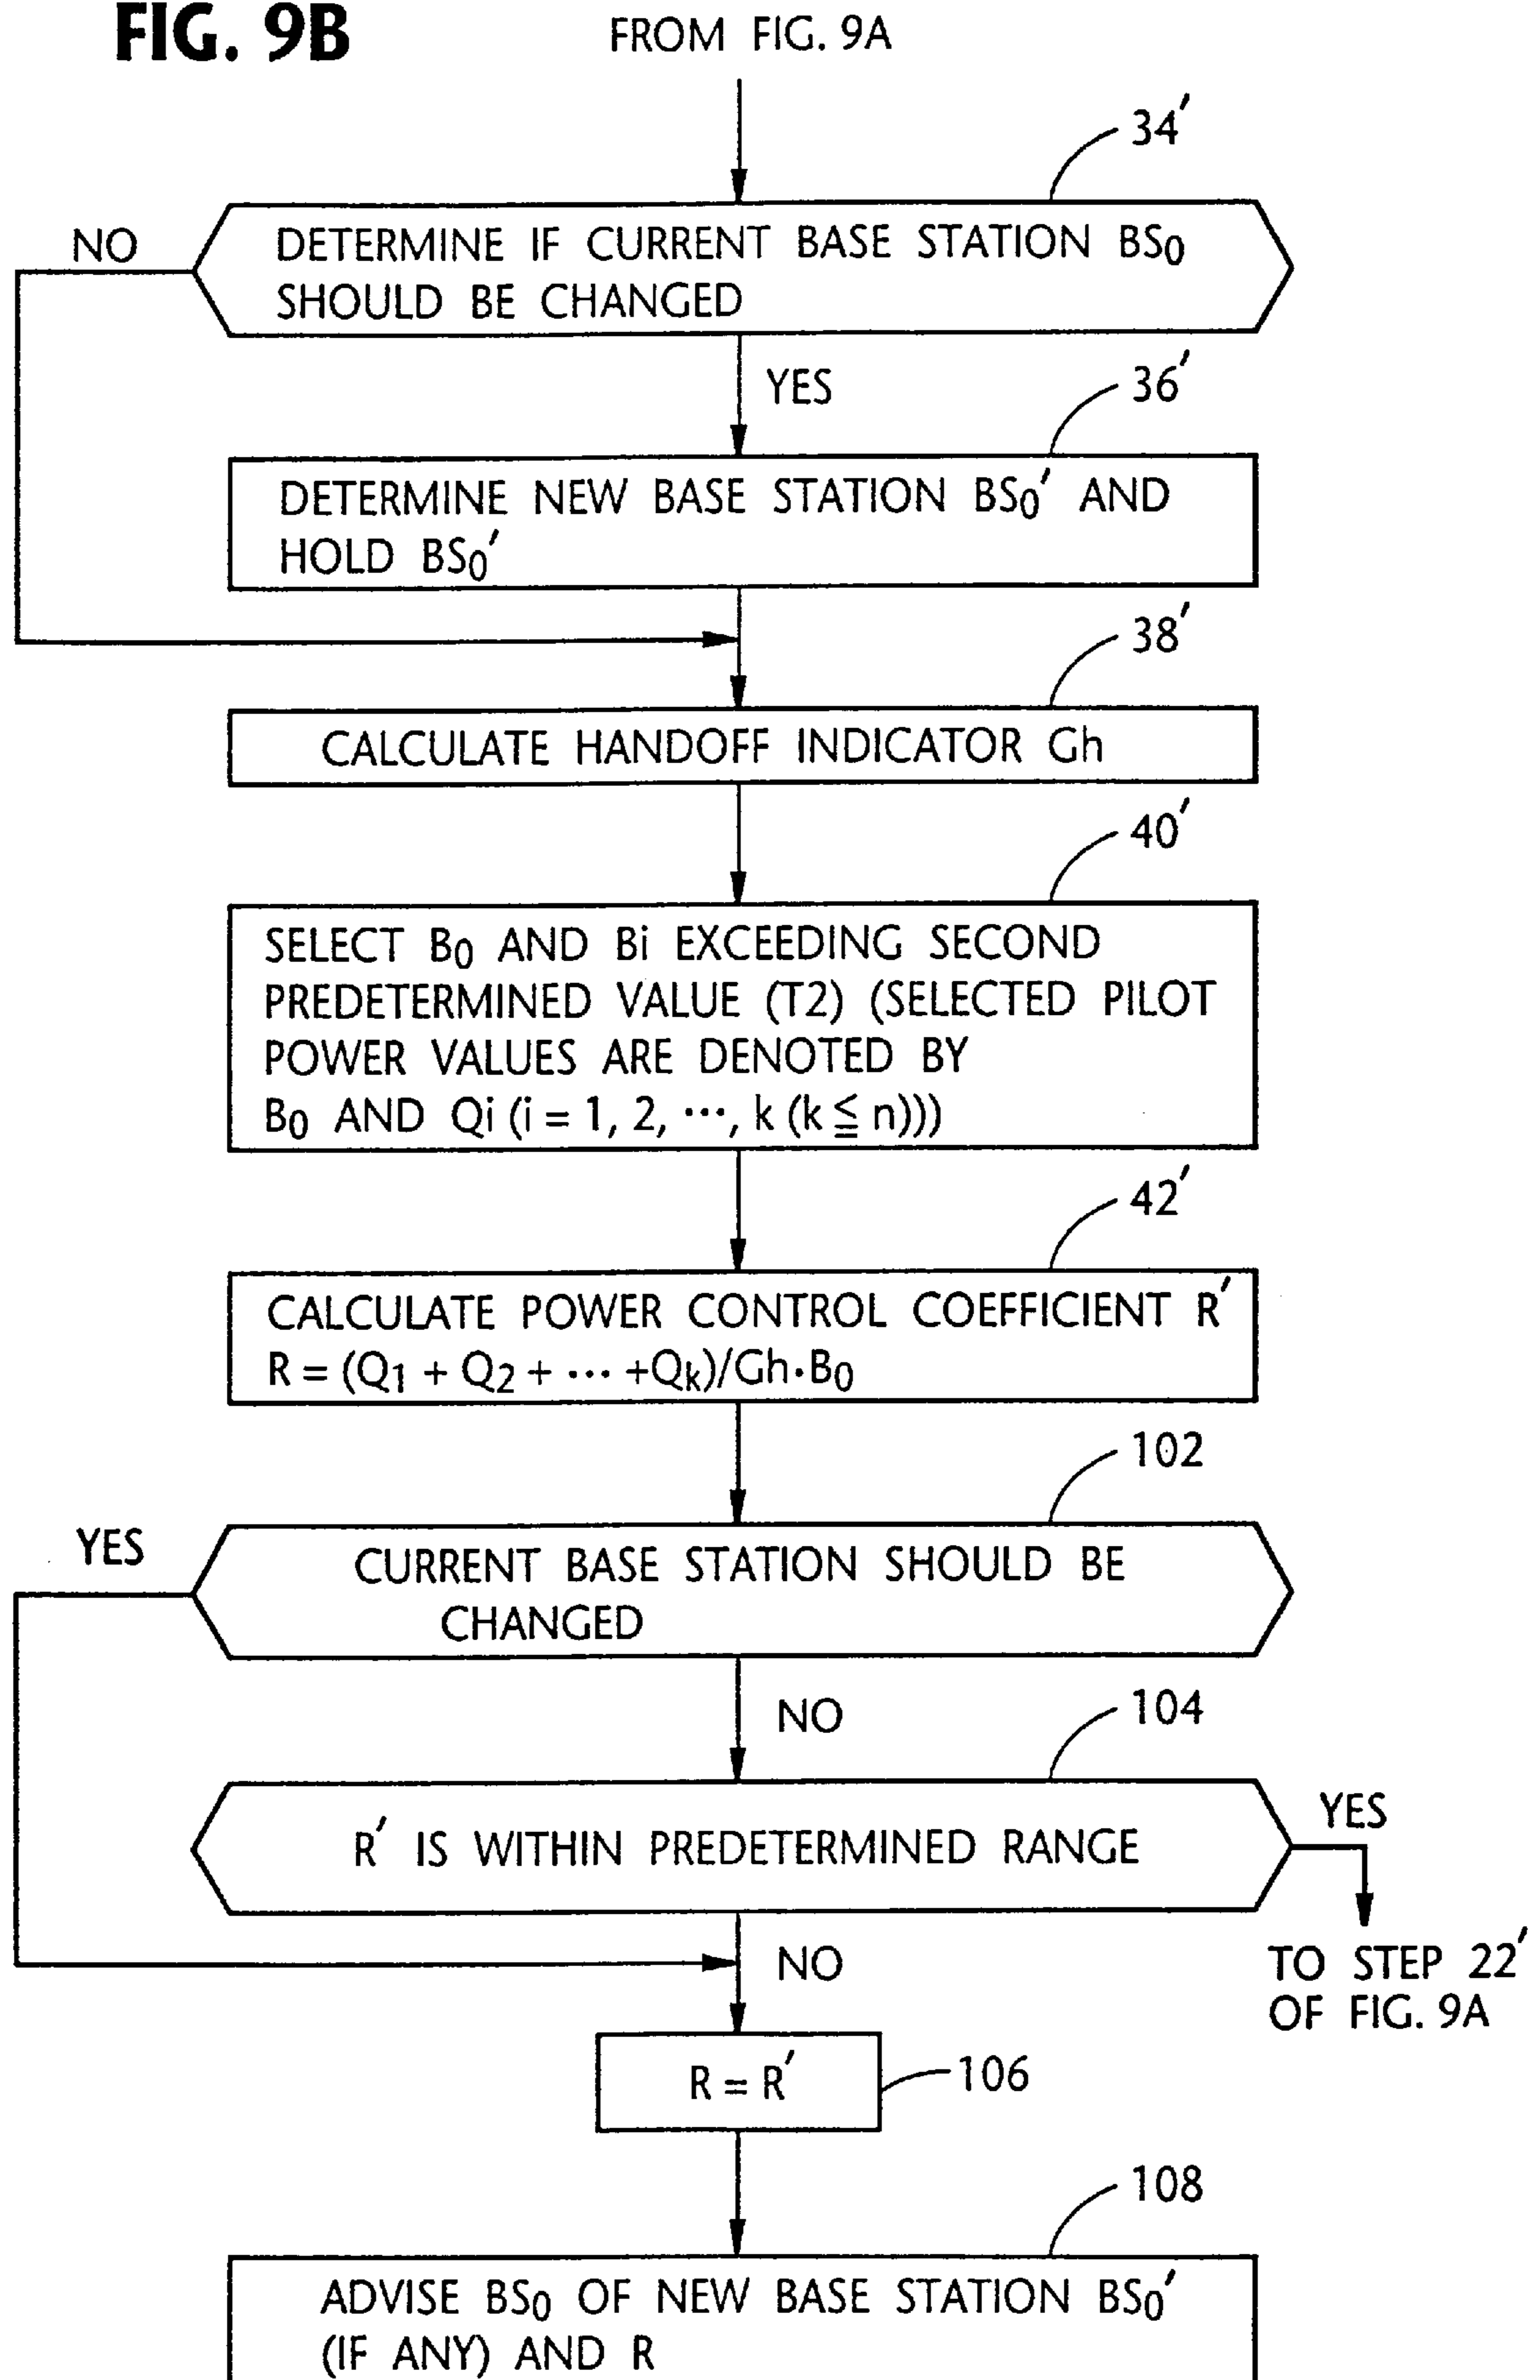 FIG. 9B
FROM FIG. 9A
34′
NO
DETERMINE IF CURRENT BASE STATION BS₀
SHOULD BE CHANGED
YES
36′
DETERMINE NEW BASE STATION BS₀′ AND
HOLD BS₀′
38′
CALCULATE HANDOFF INDICATOR Gh
40′
SELECT B₀ AND Bi EXCEEDING SECOND
PREDETERMINED VALUE (T2) (SELECTED PILOT
POWER VALUES ARE DENOTED BY
B₀ AND Qi (i = 1, 2, ···, k (k ≦ n)))
42′
CALCULATE POWER CONTROL COEFFICIENT R′
R = (Q₁ + Q₂ + ··· +Qₖ)/Gh·B₀
102
YES
CURRENT BASE STATION SHOULD BE
CHANGED
NO
104
YES
R′ IS WITHIN PREDETERMINED RANGE
NO
TO STEP 22′
OF FIG. 9A
R = R′
106
108
ADVISE BS₀ OF NEW BASE STATION BS₀′
(IF ANY) AND R